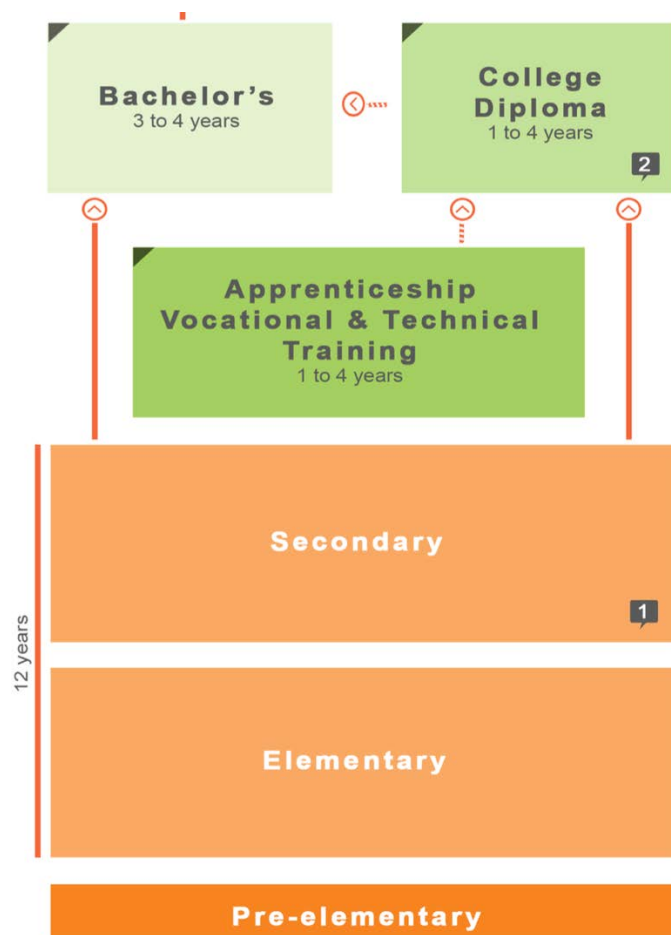 Bachelor's
3 to 4 years
College
Diploma
1 to 4 years
2
Apprenticeship
Vocational & Technical
Training
1 to 4 years
Secondary
1
12 years
Elementary
Pre-elementary